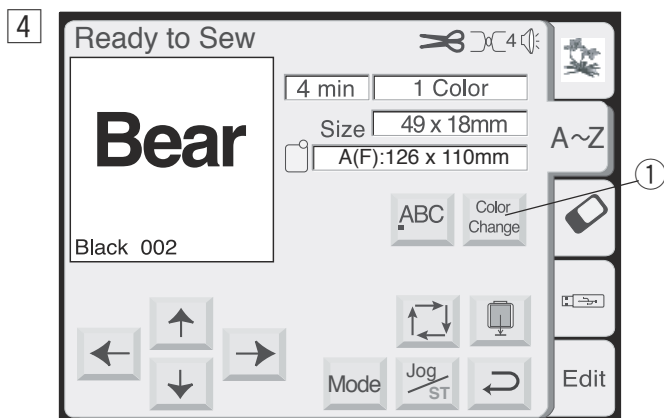 4
Ready to Sew
4
4 min
1 Color
Size
49 x 18mm
A(F):126 x 110mm
Bear
Black 002
ABC
Color
Change
1
A~Z
Mode
Jog
ST
Edit